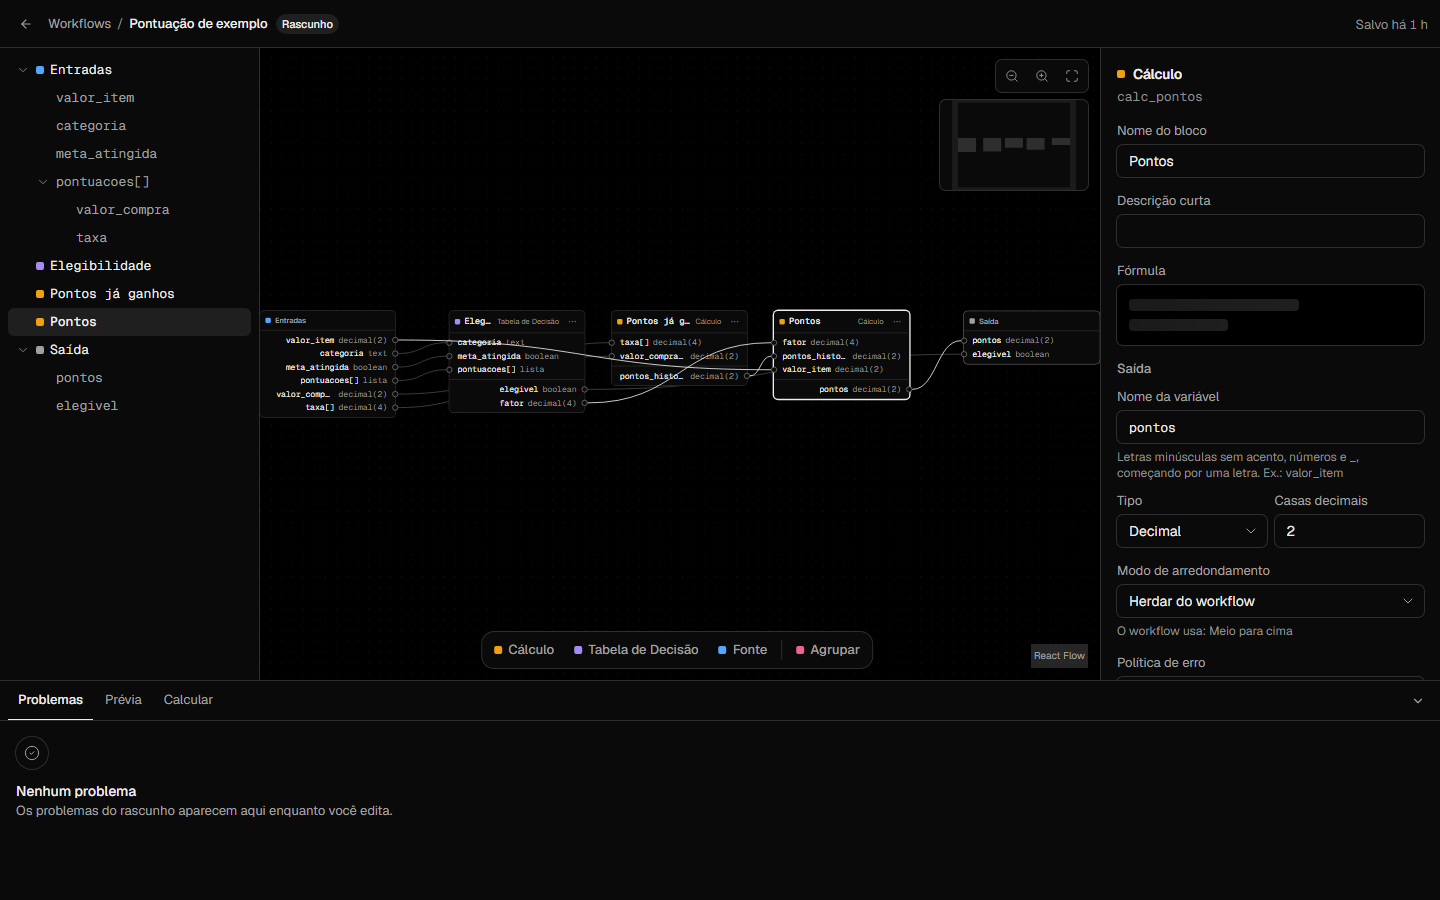 Workflows / Pontuação de exemplo Rascunho
Salvo há 1 h
Entradas
valor_item
categoria
meta_atingida
pontuacoes[]
valor_compra
taxa
Elegibilidade
Pontos já ganhos
Pontos
Saída
pontos
elegivel
Entradas
valor_item decimal(2)
categoria text
meta_atingida boolean
pontuacoes[] lista
valor_comp… decimal(2)
taxa[] decimal(4)
Eleg… Tabela de Decisão ···
categoria text
meta_atingida boolean
pontuacoes[] lista
elegivel boolean
fator decimal(4)
Pontos já g… Cálculo ···
taxa[] decimal(4)
valor_compra… decimal(2)
pontos_histo… decimal(2)
Pontos Cálculo ···
fator decimal(4)
pontos_histo… decimal(2)
valor_item decimal(2)
pontos decimal(2)
Saída
pontos decimal(2)
elegivel boolean
Cálculo
Tabela de Decisão
Fonte
Agrupar
React Flow
Cálculo
calc_pontos
Nome do bloco
Pontos
Descrição curta
Fórmula
Saída
Nome da variável
pontos
Letras minúsculas sem acento, números e _,
começando por uma letra. Ex.: valor_item
Tipo
Casas decimais
Decimal
2
Modo de arredondamento
Herdar do workflow
O workflow usa: Meio para cima
Política de erro
Problemas
Prévia
Calcular
Nenhum problema
Os problemas do rascunho aparecem aqui enquanto você edita.